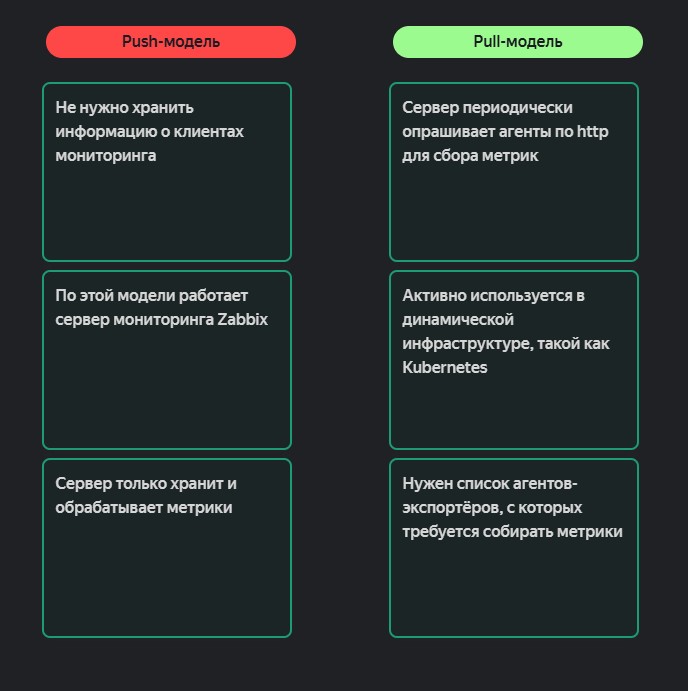 Push-модель
Pull-модель
Не нужно хранить
информацию о клиентах
мониторинга
Сервер периодически
опрашивает агенты по http
для сбора метрик
По этой модели работает
сервер мониторинга Zabbix
Активно используется в
динамической
инфраструктуре, такой как
Kubernetes
Сервер только хранит и
обрабатывает метрики
Нужен список агентов-
экспортёров, с которых
требуется собирать метрики